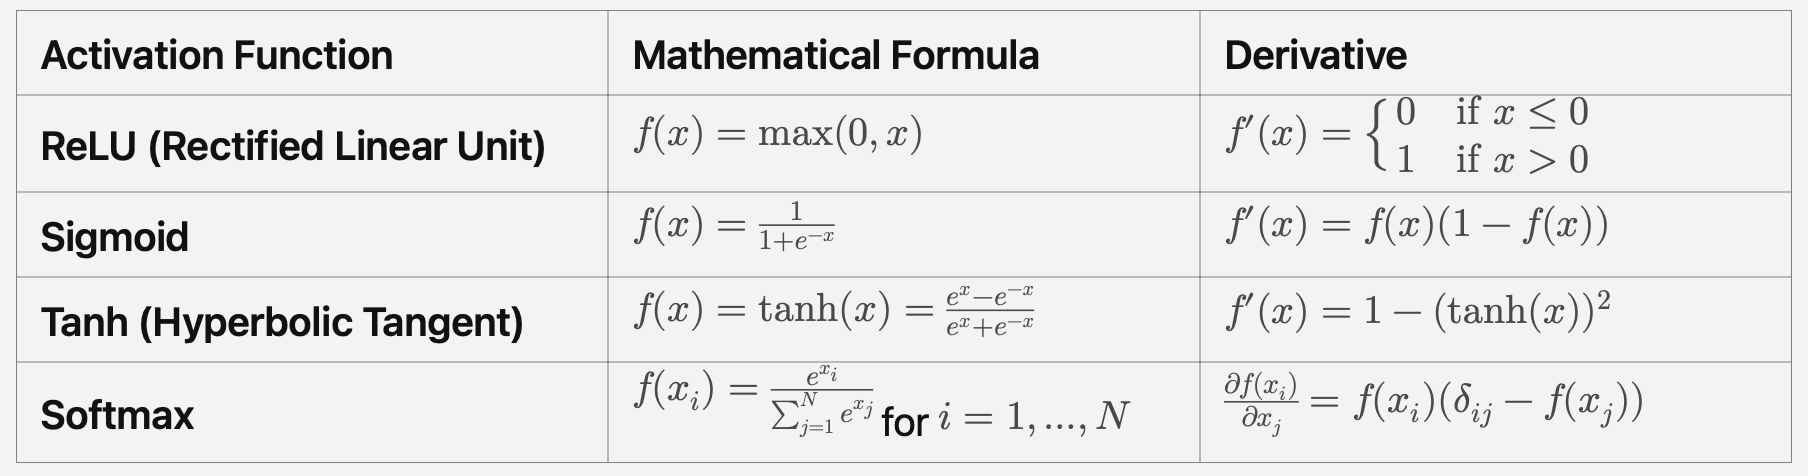 Activation Function Mathematical Formula Derivative
ReLU (Rectified Linear Unit) f(x) = max(0, x) f′(x) = { 0 if x ≤ 0
1 if x > 0
Sigmoid f(x) = 1/(1+e^{−x}) f′(x) = f(x)(1 − f(x))
Tanh (Hyperbolic Tangent) f(x) = tanh(x) = (e^x−e^{−x})/(e^x+e^{−x}) f′(x) = 1 − (tanh(x))²
Softmax f(x_i) = e^{x_i}/∑_{j=1}^{N} e^{x_j} for i = 1,...,N ∂f(x_i)/∂x_j = f(x_i)(δ_{ij} − f(x_j))